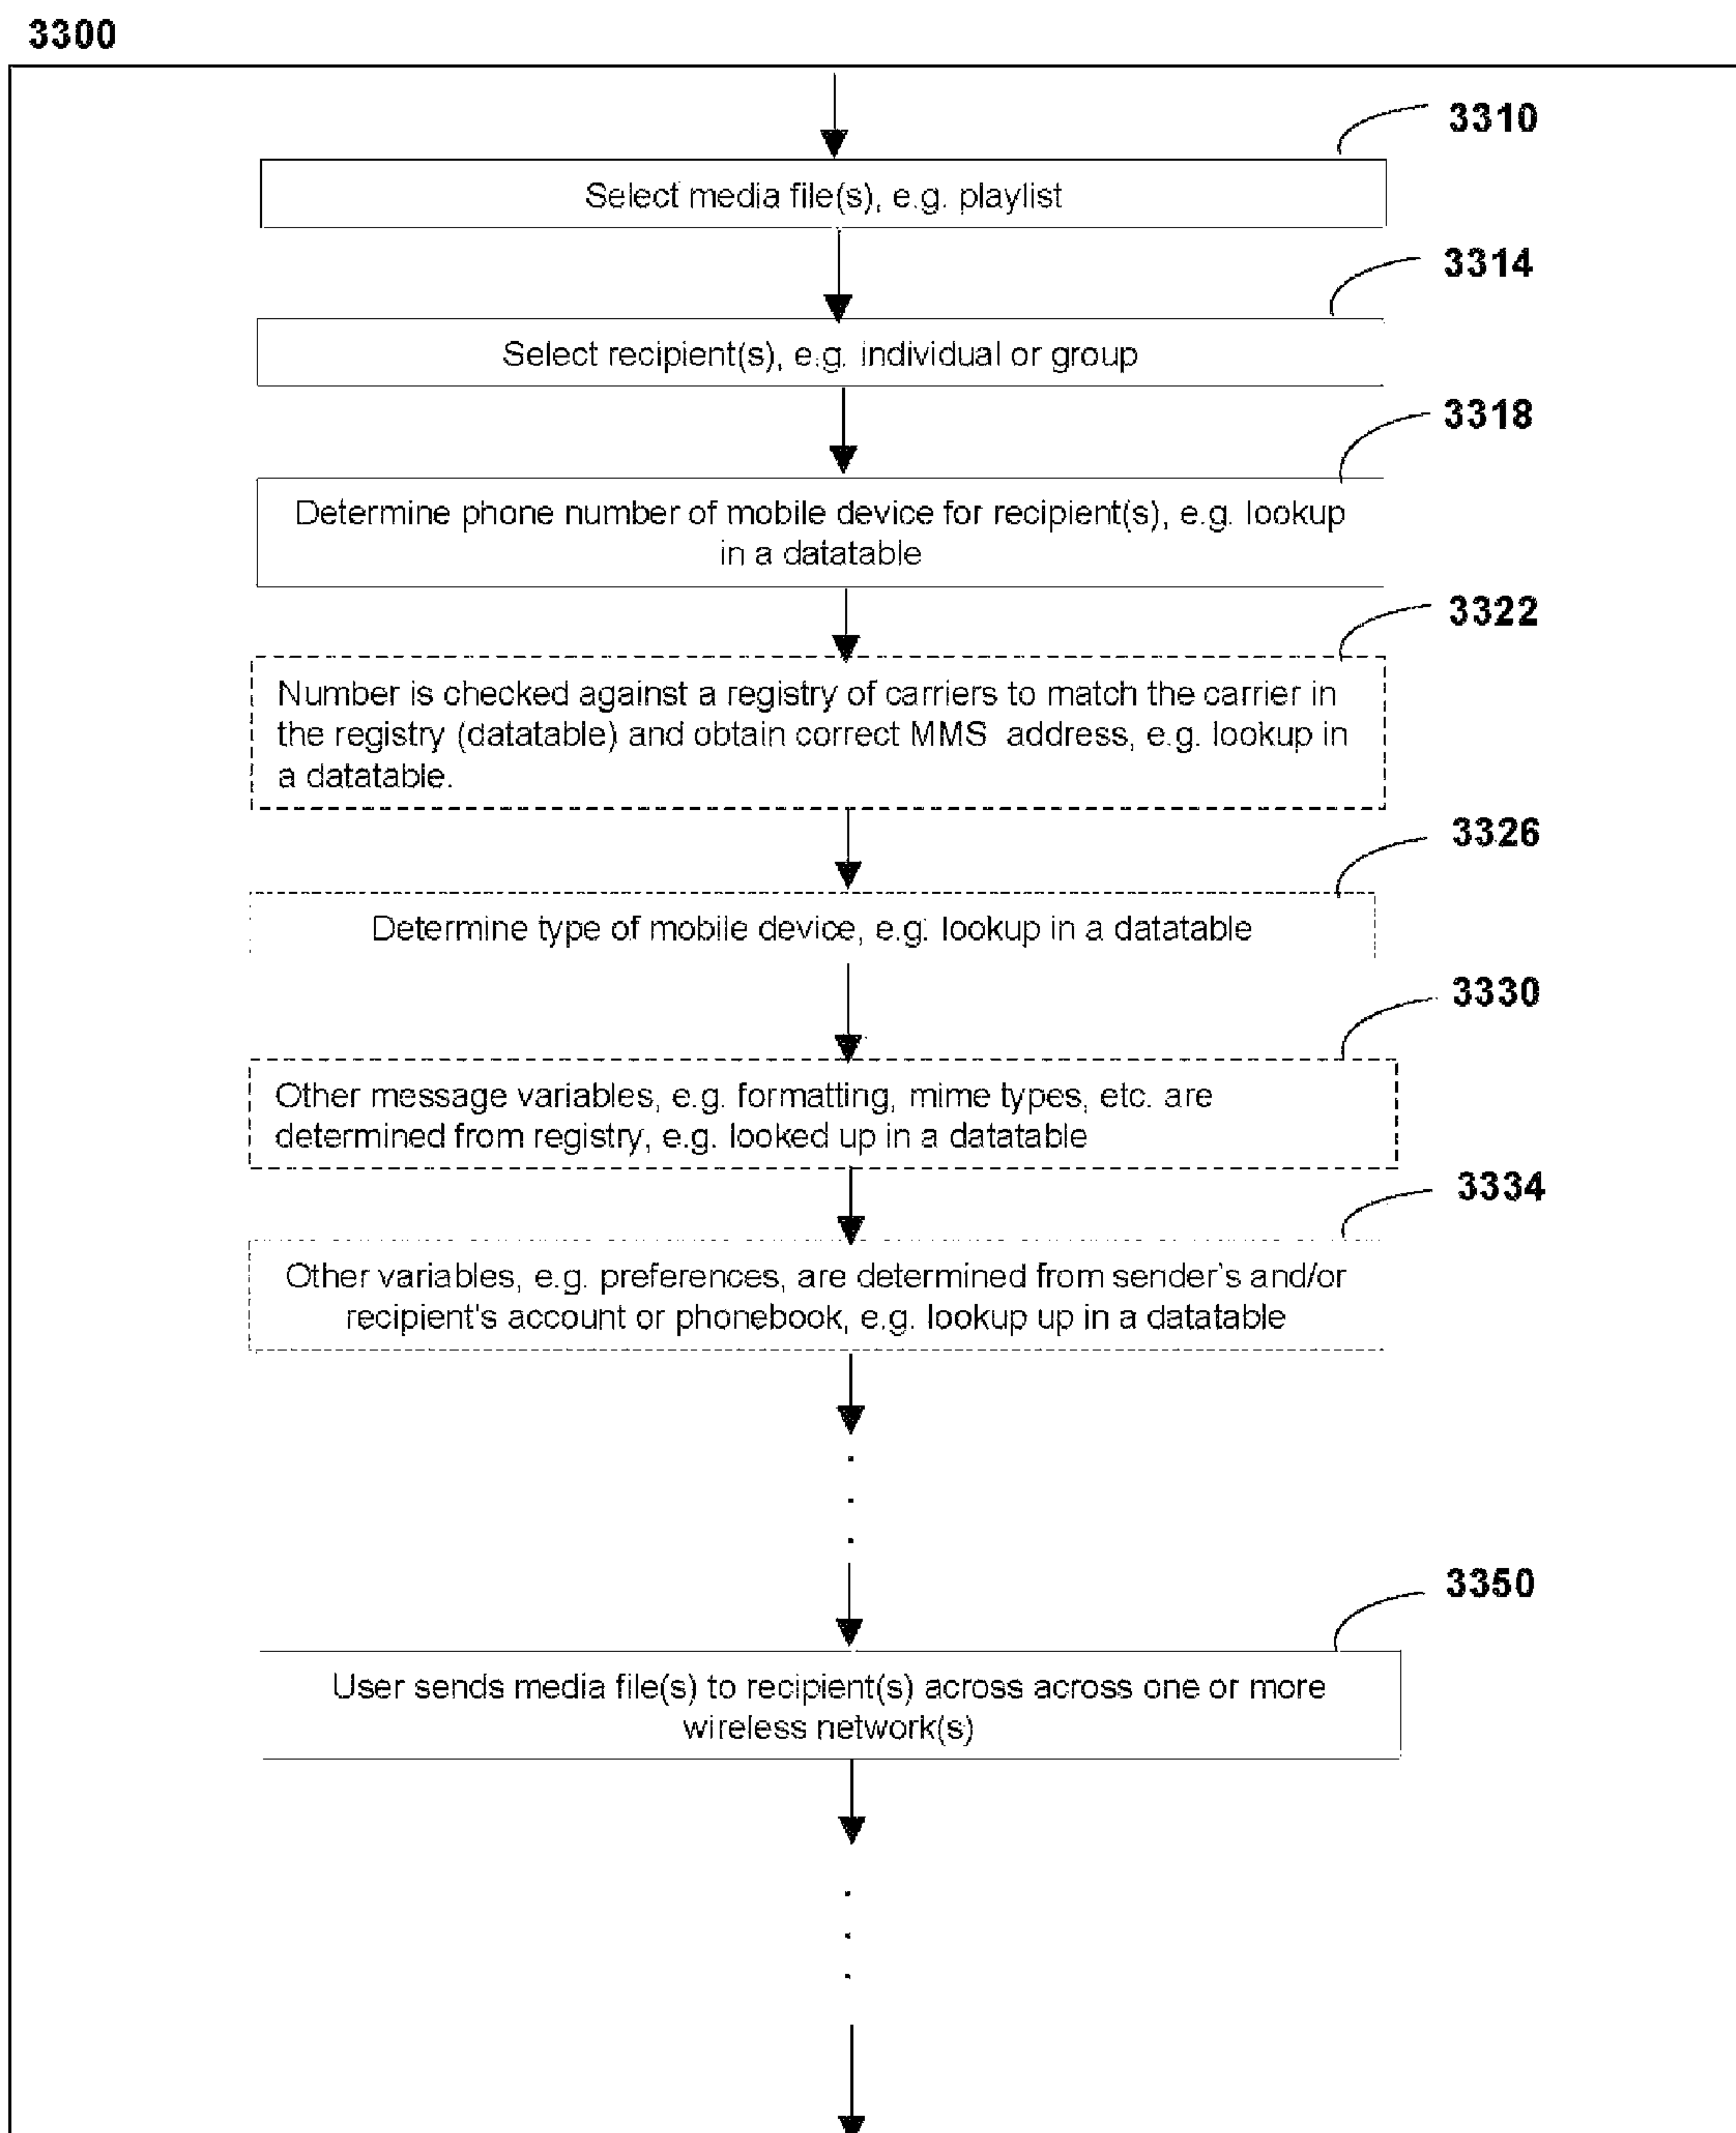 3300
3310
Select media file(s), e.g. playlist
3314
Select recipient(s), e.g. individual or group
3318
Determine phone number of mobile device for recipient(s), e.g. lookup
in a datatable
3322
Number is checked against a registry of carriers to match the carrier in
the registry (datatable) and obtain correct MMS address, e.g. lookup in
a datatable.
3326
Determine type of mobile device, e.g. lookup in a datatable
3330
Other message variables, e.g. formatting, mime types, etc. are
determined from registry, e.g. looked up in a datatable
3334
Other variables, e.g. preferences, are determined from sender's and/or
recipient's account or phonebook, e.g. lookup up in a datatable
3350
User sends media file(s) to recipient(s) across across one or more
wireless network(s)